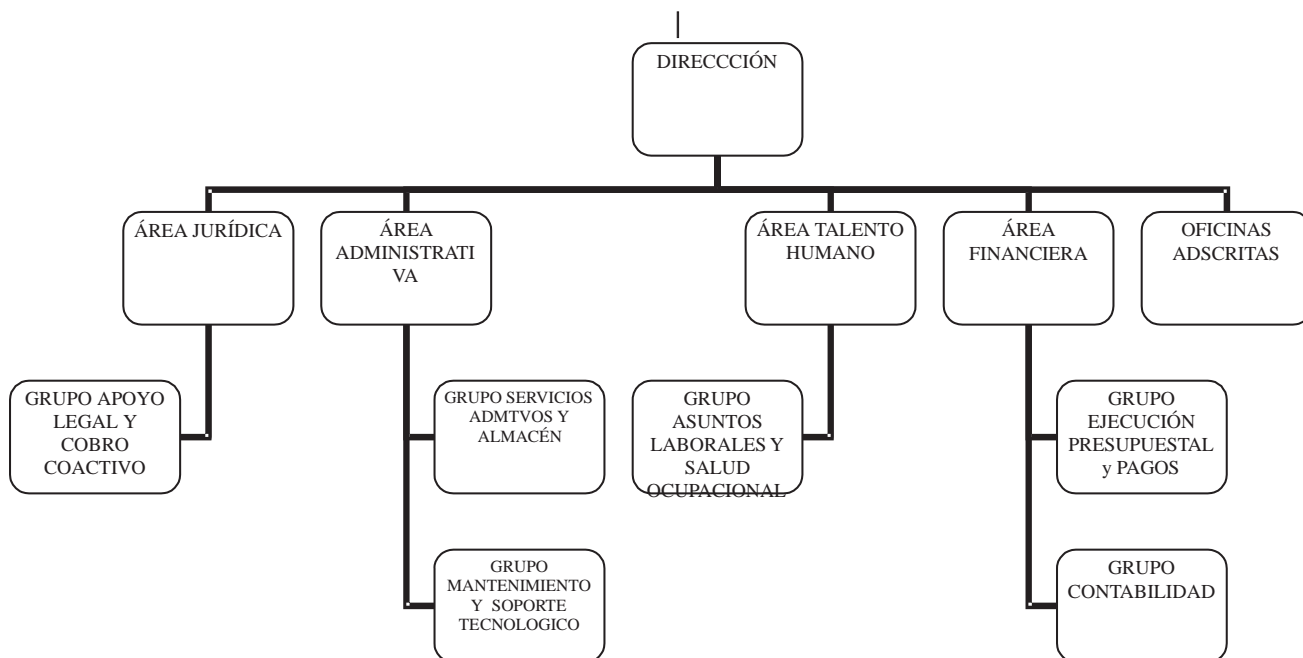 DIRECCCIÓN
ÁREA JURÍDICA
ÁREA
ADMINISTRATI
VA
ÁREA TALENTO
HUMANO
ÁREA
FINANCIERA
OFICINAS
ADSCRITAS
GRUPO APOYO
LEGAL Y
COBRO
COACTIVO
GRUPO SERVICIOS
ADMTVOS Y
ALMACÉN
GRUPO
ASUNTOS
LABORALES Y
SALUD
OCUPACIONAL
GRUPO
EJECUCIÓN
PRESUPUESTAL
y PAGOS
GRUPO
MANTENIMIENTO
Y SOPORTE
TECNOLOGICO
GRUPO
CONTABILIDAD